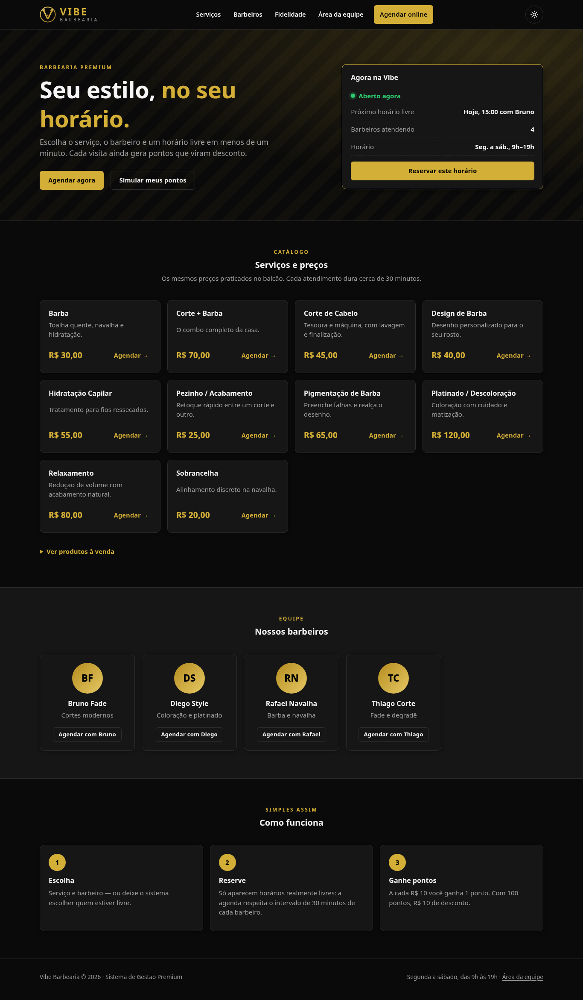 VIBE
BARBEARIA
Serviços Barbeiros Fidelidade Área da equipe Agendar online
BARBEARIA PREMIUM
Seu estilo, no seu
horário.
Escolha o serviço, o barbeiro e um horário livre em menos de um
minuto. Cada visita ainda gera pontos que viram desconto.
Agendar agora Simular meus pontos
Agora na Vibe
Aberto agora
Próximo horário livre Hoje, 15:00 com Bruno
Barbeiros atendendo 4
Horário Seg. a sáb., 9h–19h
Reservar este horário
CATÁLOGO
Serviços e preços
Os mesmos preços praticados no balcão. Cada atendimento dura cerca de 30 minutos.
Barba
Toalha quente, navalha e
hidratação.
R$ 30,00 Agendar →
Corte + Barba
O combo completo da casa.
R$ 70,00 Agendar →
Corte de Cabelo
Tesoura e máquina, com lavagem
e finalização.
R$ 45,00 Agendar →
Design de Barba
Desenho personalizado para o
seu rosto.
R$ 40,00 Agendar →
Hidratação Capilar
Tratamento para fios ressecados.
R$ 55,00 Agendar →
Pezinho / Acabamento
Retoque rápido entre um corte e
outro.
R$ 25,00 Agendar →
Pigmentação de Barba
Preenche falhas e realça o
desenho.
R$ 65,00 Agendar →
Platinado / Descoloração
Coloração com cuidado e
matização.
R$ 120,00 Agendar →
Relaxamento
Redução de volume com
acabamento natural.
R$ 80,00 Agendar →
Sobrancelha
Alinhamento discreto na navalha.
R$ 20,00 Agendar →
▶ Ver produtos à venda
EQUIPE
Nossos barbeiros
BF
Bruno Fade
Cortes modernos
Agendar com Bruno
DS
Diego Style
Coloração e platinado
Agendar com Diego
RN
Rafael Navalha
Barba e navalha
Agendar com Rafael
TC
Thiago Corte
Fade e degradê
Agendar com Thiago
SIMPLES ASSIM
Como funciona
1
Escolha
Serviço e barbeiro — ou deixe o sistema
escolher quem estiver livre.
2
Reserve
Só aparecem horários realmente livres: a
agenda respeita o intervalo de 30 minutos de
cada barbeiro.
3
Ganhe pontos
A cada R$ 10 você ganha 1 ponto. Com 100
pontos, R$ 10 de desconto.
Vibe Barbearia © 2026 · Sistema de Gestão Premium
Segunda a sábado, das 9h às 19h · Área da equipe